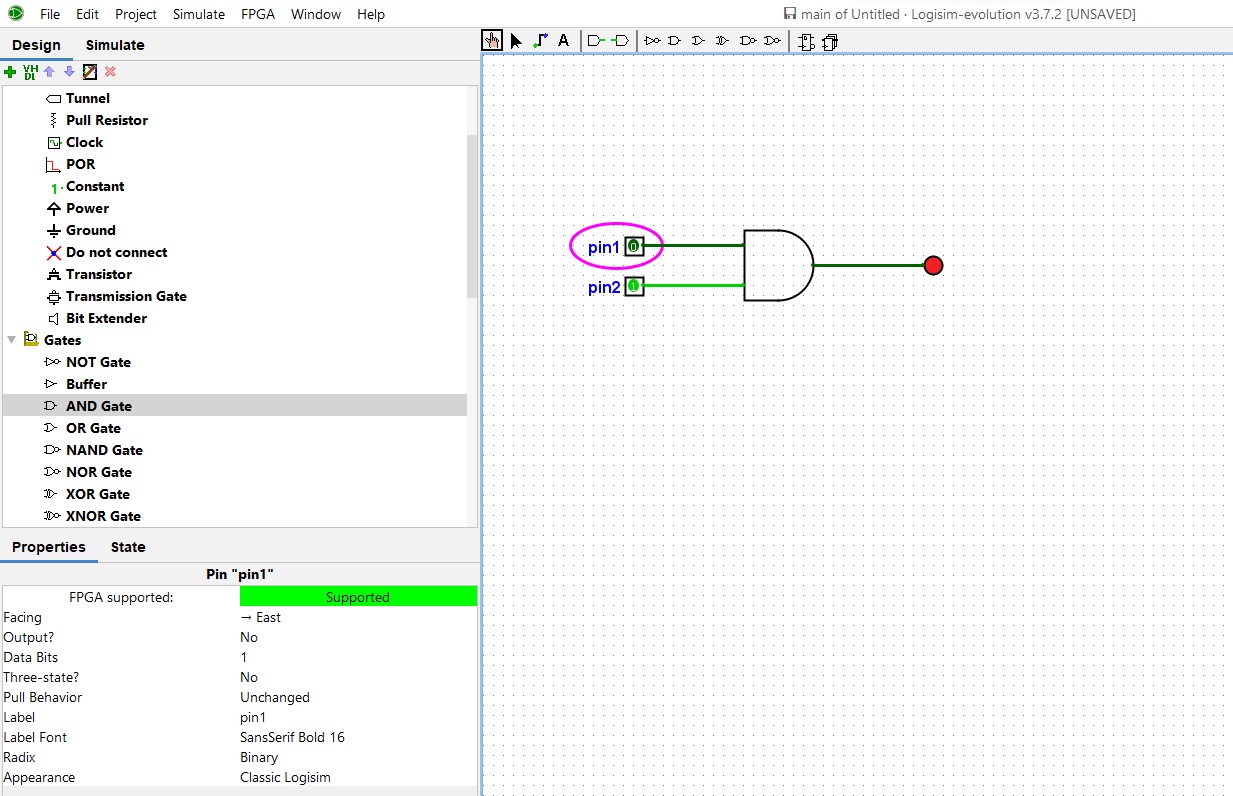 File Edit Project Simulate FPGA Window Help
main of Untitled · Logisim-evolution v3.7.2 [UNSAVED]
Design Simulate
VH
DL
A
Tunnel
Pull Resistor
Clock
POR
1 Constant
Power
Ground
Do not connect
Transistor
Transmission Gate
Bit Extender
Gates
NOT Gate
Buffer
AND Gate
OR Gate
NAND Gate
NOR Gate
XOR Gate
XNOR Gate
pin1 0
pin2 1
Properties State
Pin "pin1"
FPGA supported: Supported
Facing → East
Output? No
Data Bits 1
Three-state? No
Pull Behavior Unchanged
Label pin1
Label Font SansSerif Bold 16
Radix Binary
Appearance Classic Logisim